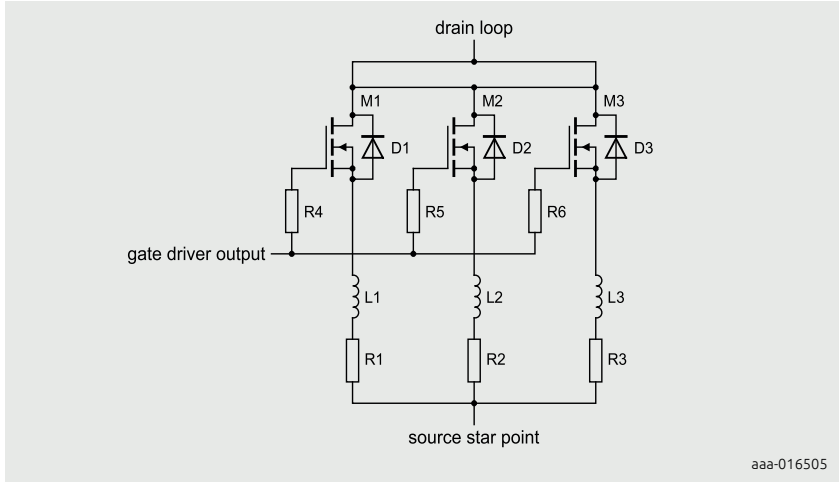 drain loop
M1
M2
M3
D1
D2
D3
R4
R5
R6
gate driver output
L1
L2
L3
R1
R2
R3
source star point
aaa-016505